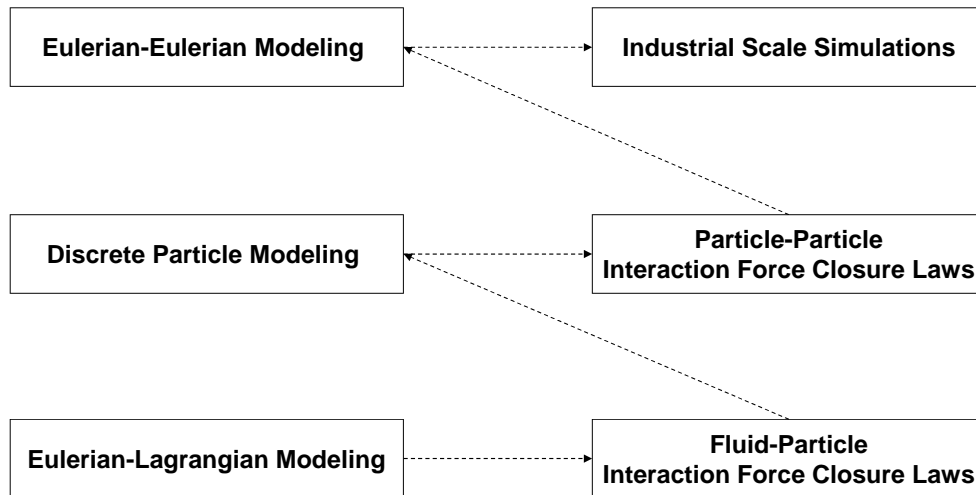 Eulerian-Eulerian Modeling
Industrial Scale Simulations
Discrete Particle Modeling
Particle-Particle
Interaction Force Closure Laws
Eulerian-Lagrangian Modeling
Fluid-Particle
Interaction Force Closure Laws